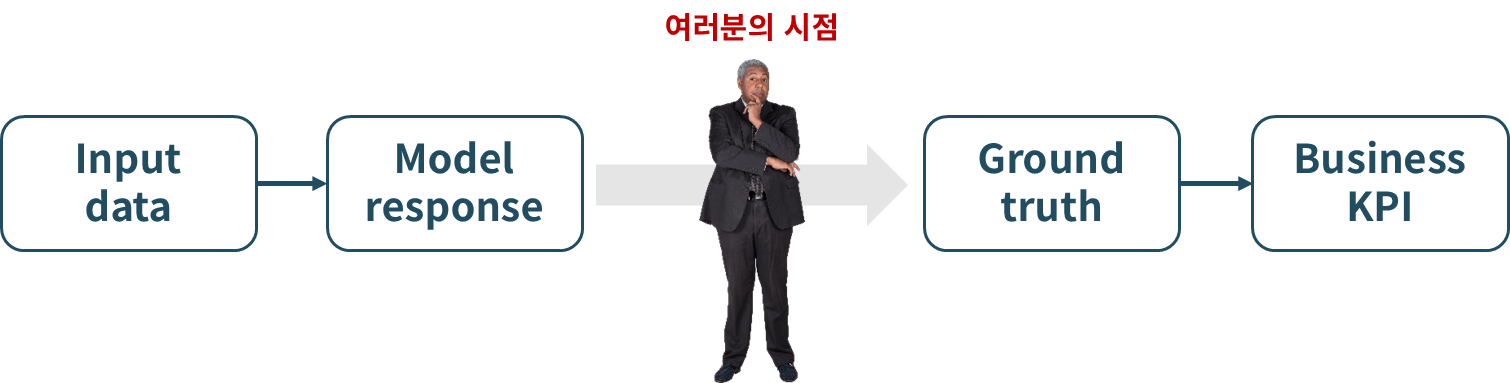 여러분의 시점
Input
data
Model
response
Ground
truth
Business
KPI